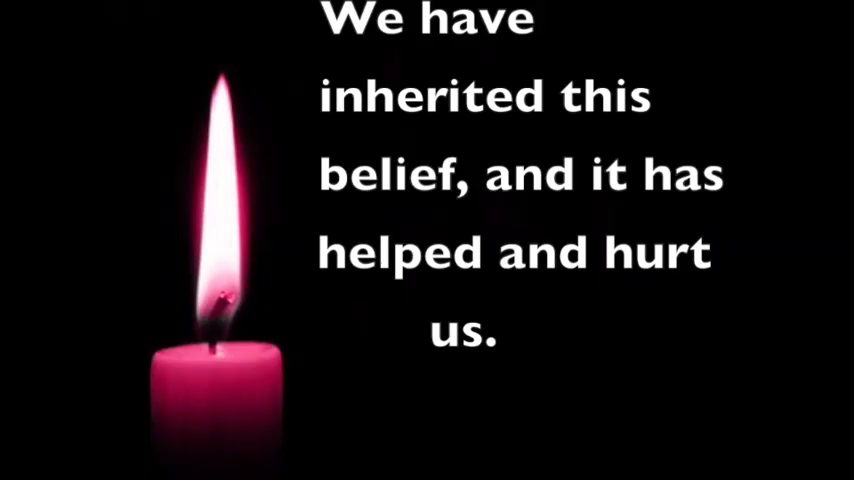 We have
inherited this
belief, and it has
helped and hurt
us.